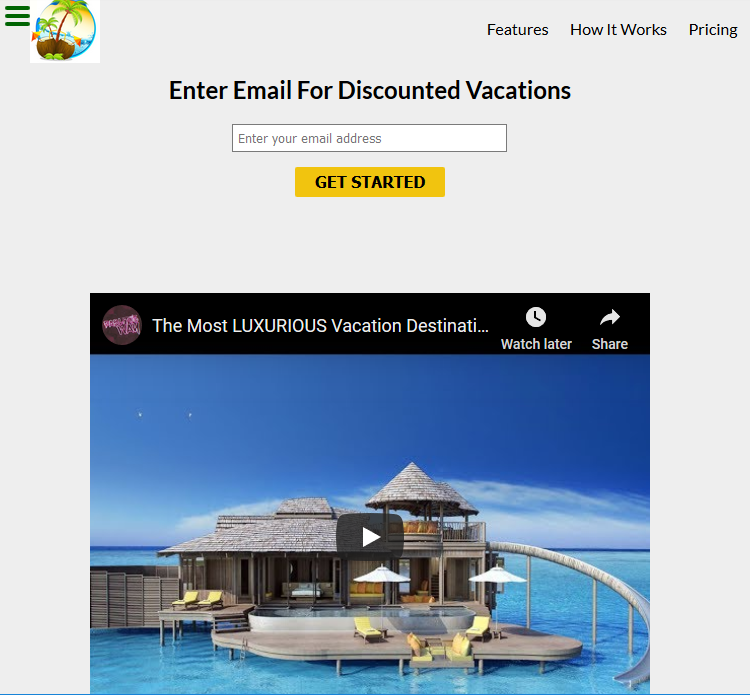 Features How It Works Pricing
Enter Email For Discounted Vacations
Enter your email address
GET STARTED
The Most LUXURIOUS Vacation Destinati...
Watch later Share